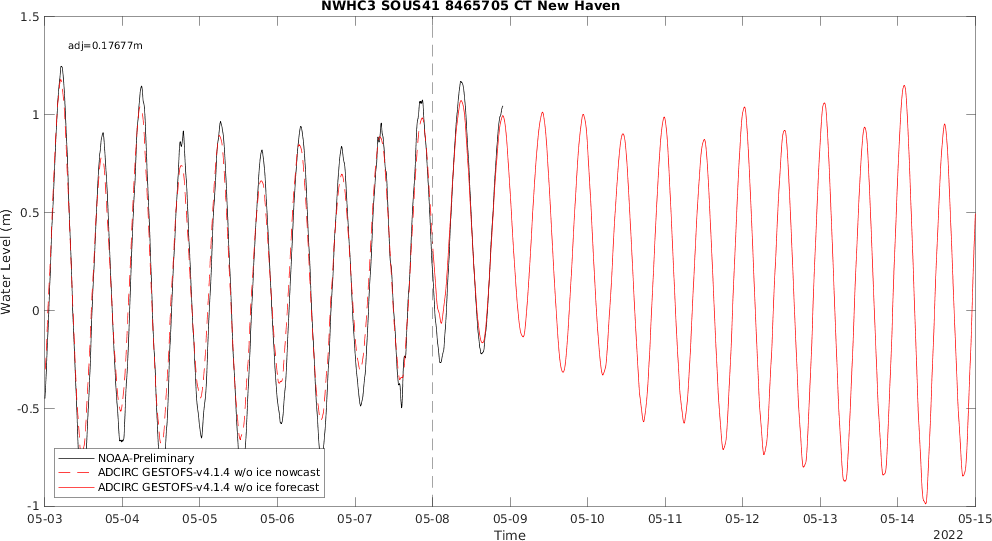 NWHC3 SOUS41 8465705 CT New Haven
adj=0.17677m
1.5
1
0.5
0
-0.5
-1
Water Level (m)
NOAA-Preliminary
ADCIRC GESTOFS-v4.1.4 w/o ice nowcast
ADCIRC GESTOFS-v4.1.4 w/o ice forecast
05-03 05-04 05-05 05-06 05-07 05-08 05-09 05-10 05-11 05-12 05-13 05-14 05-15
Time
2022